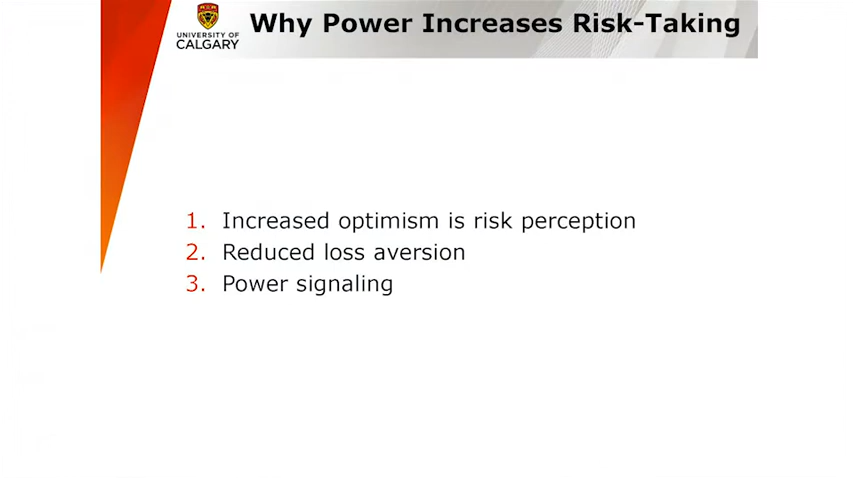 Why Power Increases Risk-Taking
UNIVERSITY OF
CALGARY
1. Increased optimism is risk perception
2. Reduced loss aversion
3. Power signaling